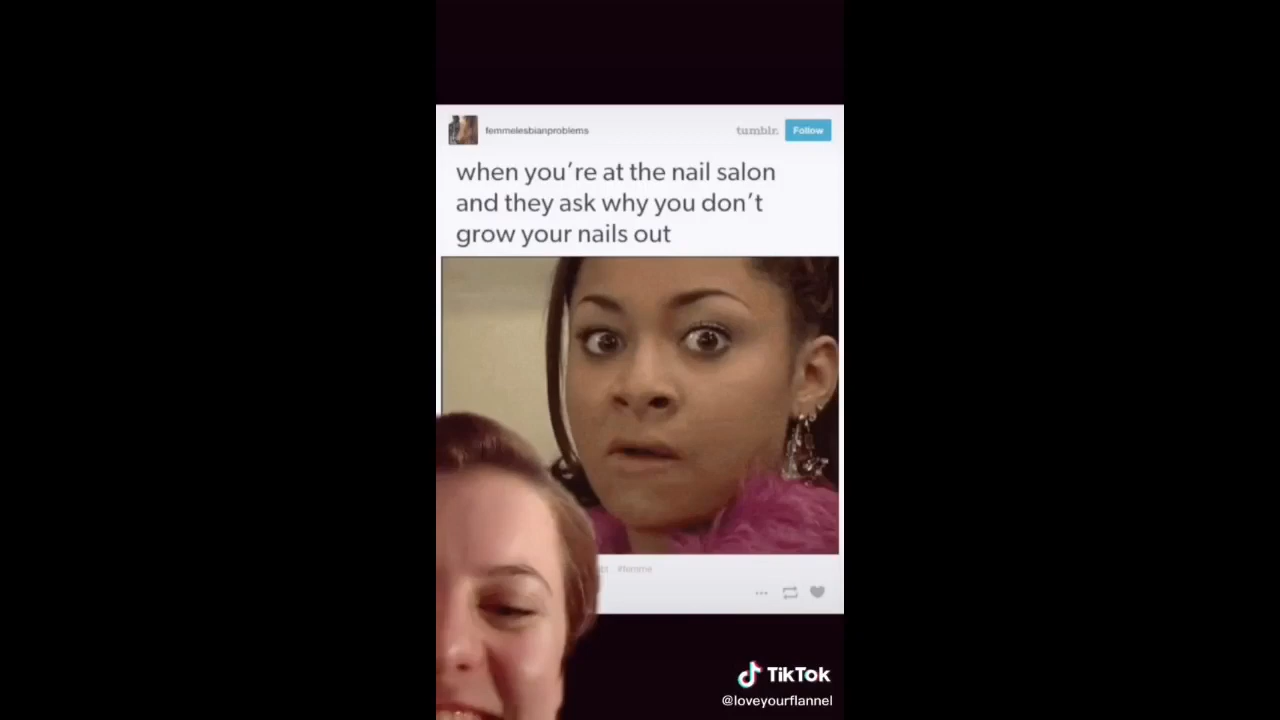 femmelesbianproblems
tumblr.
Follow
when you're at the nail salon
and they ask why you don't
grow your nails out
#femme
TikTok
@loveyourflannel